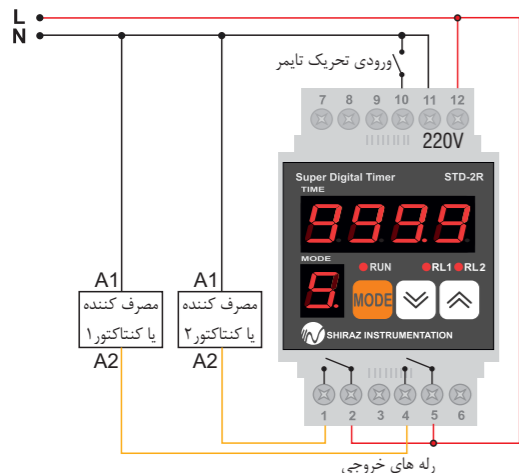 L
N
ورودی تحریک تایمر
7 8 9 10 11 12
220V
Super Digital Timer STD-2R
TIME
999.9
MODE
9
RUN RL1 RL2
MODE
SHIRAZ INSTRUMENTATION
A1
مصرف کننده
یا کنتاکتور۱
A2
A1
مصرف کننده
یا کنتاکتور۲
A2
1 2 3 4 5 6
رله های خروجی